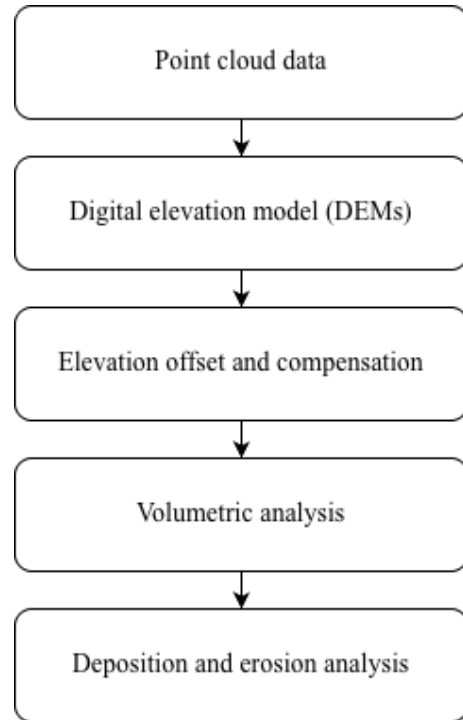 Point cloud data
Digital elevation model (DEMs)
Elevation offset and compensation
Volumetric analysis
Deposition and erosion analysis